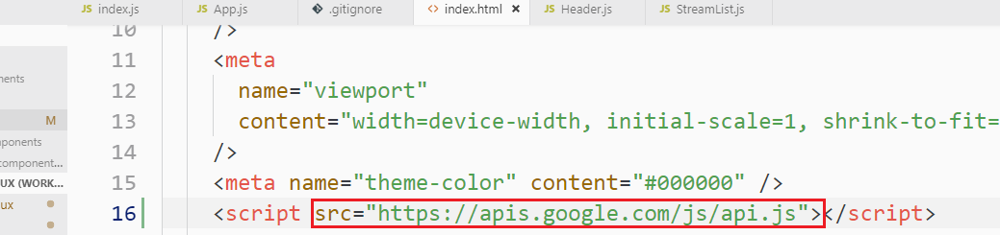 JS index.js JS App.js .gitignore <> index.html × JS Header.js JS StreamList.js
10 />
11 <meta
nents
12 name="viewport"
M 13 content="width=device-width, initial-scale=1, shrink-to-fit=
mponents 14 />
component...
UX (WORK... 15 <meta name="theme-color" content="#000000" />
ux 16 <script src="https://apis.google.com/js/api.js"></script>